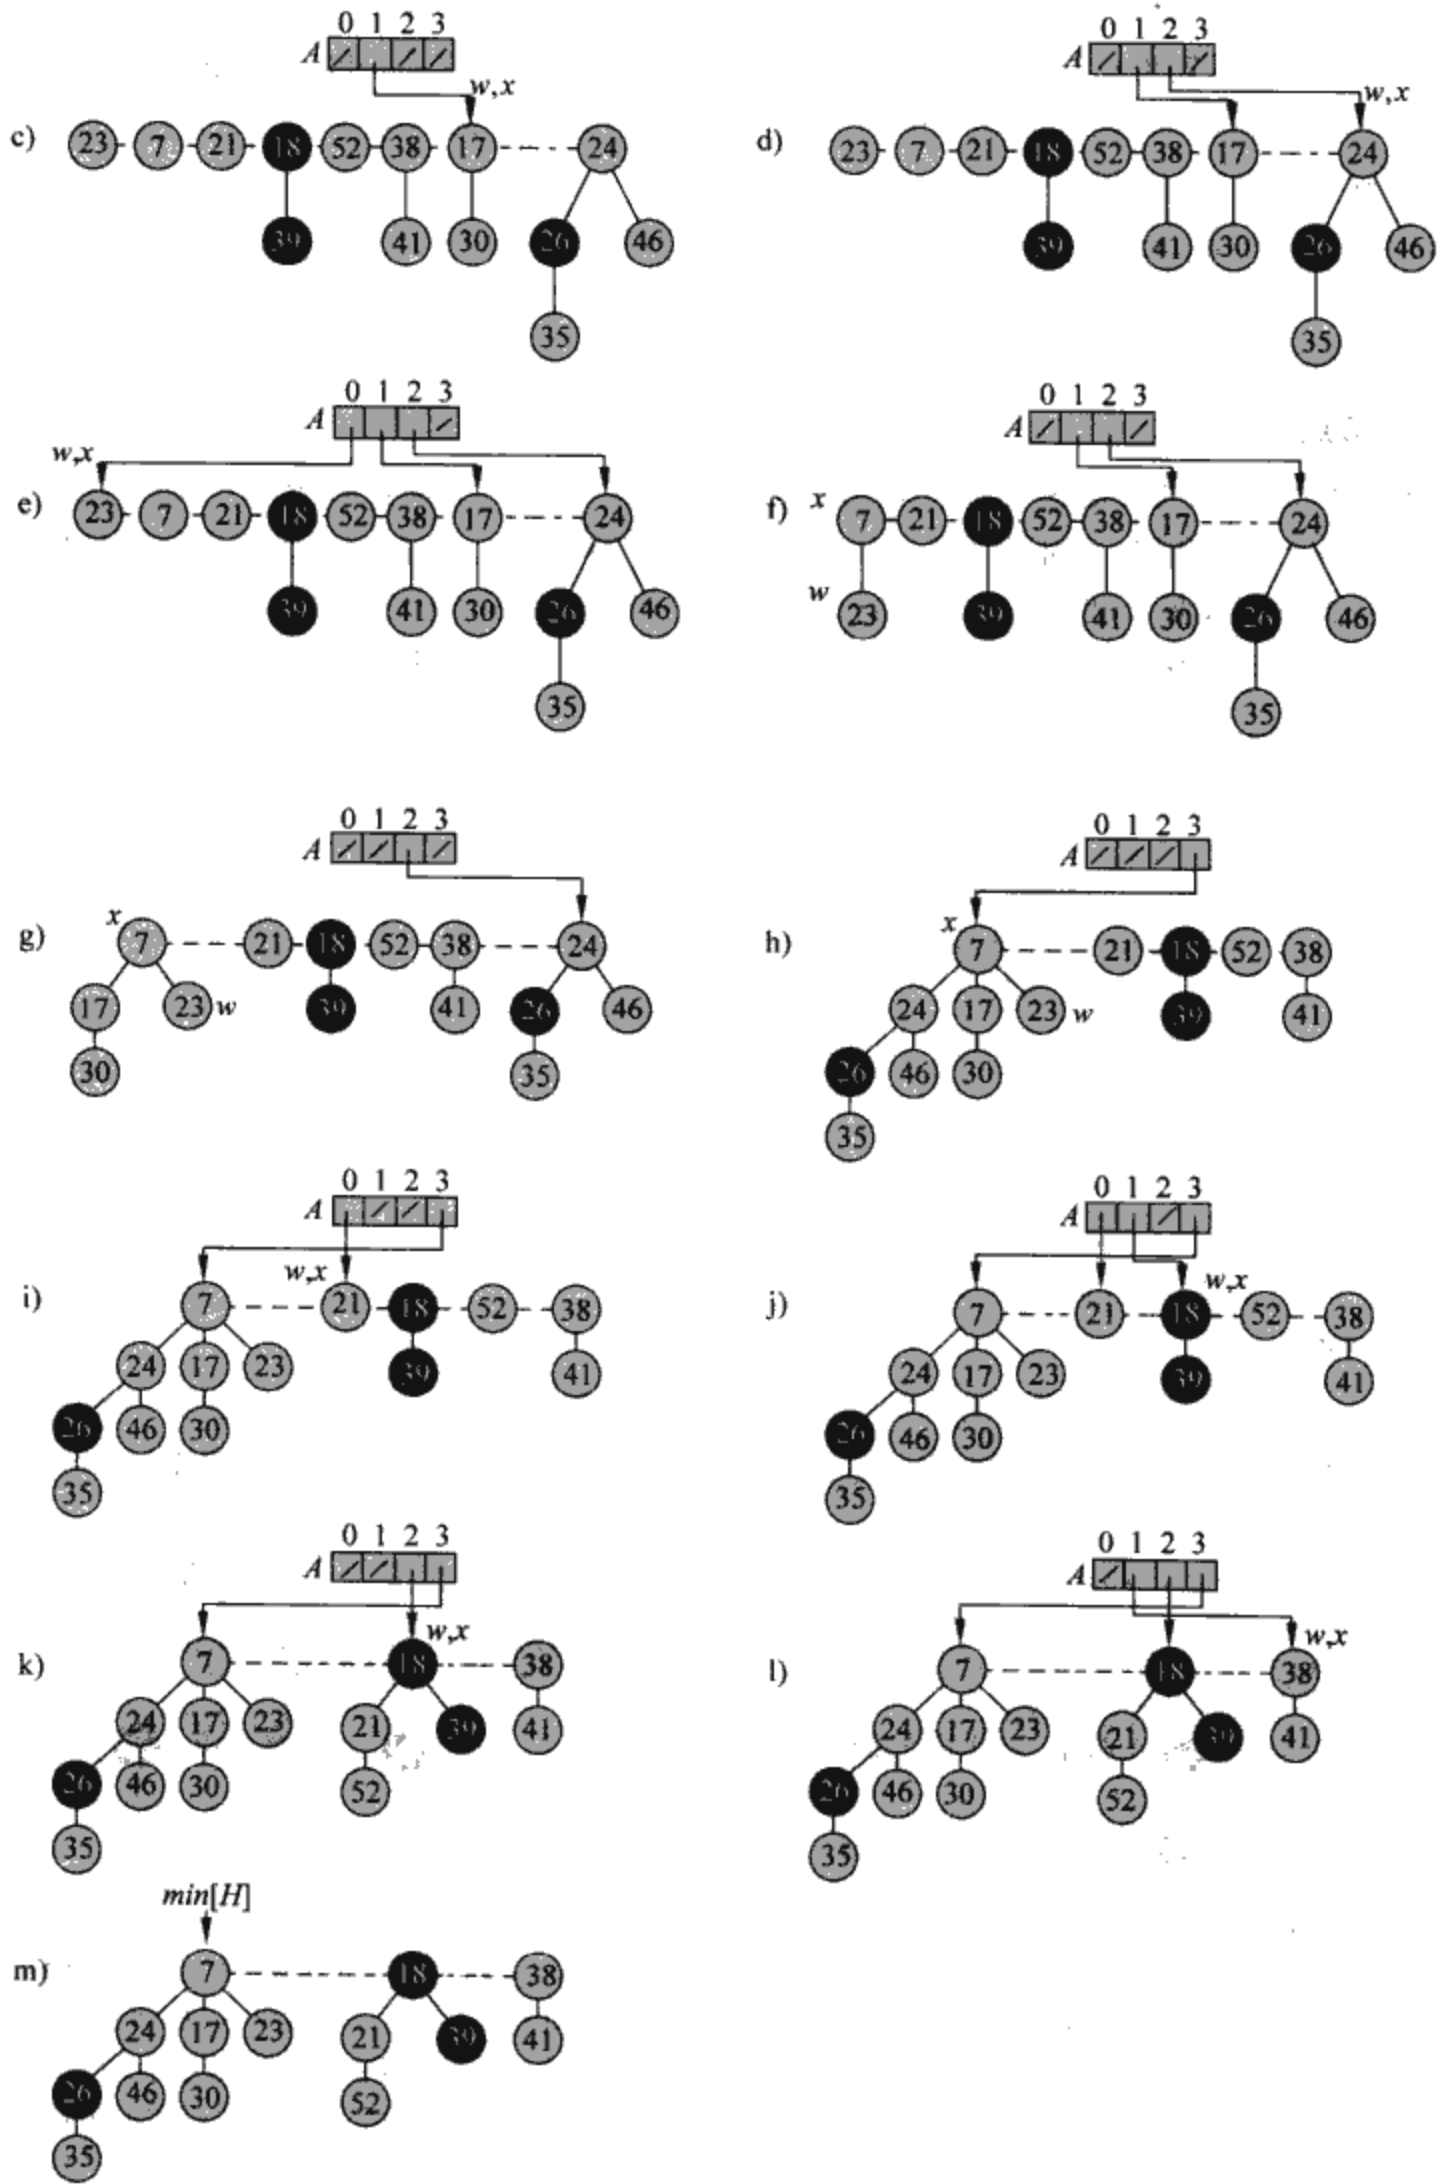 0 1 2 3
A
w,x
c) 23 7 21 18 52 38 17 24
39 41 30 26 46
35
0 1 2 3
A
w,x
d) 23 7 21 18 52 38 17 24
39 41 30 26 46
35
0 1 2 3
A
w,x
e) 23 7 21 18 52 38 17 24
39 41 30 26 46
35
0 1 2 3
A
x
f) 7 21 18 52 38 17 24
w 23 39 41 30 26 46
35
0 1 2 3
A
x
g) 7 21 18 52 38 24
17 23 w 39 41 26 46
30 35
0 1 2 3
A
x
h) 7 21 18 52 38
24 17 23 w 39 41
26 46 30
35
0 1 2 3
A
w,x
i) 7 21 18 52 38
24 17 23 39 41
26 46 30
35
0 1 2 3
A
w,x
j) 7 21 18 52 38
24 17 23 39 41
26 46 30
35
0 1 2 3
A
w,x
k) 7 18 38
24 17 23 21 39 41
26 46 30 52
35
0 1 2 3
A
w,x
l) 7 18 38
24 17 23 21 39 41
26 46 30 52
35
min[H]
m) 7 18 38
24 17 23 21 39 41
26 46 30 52
35